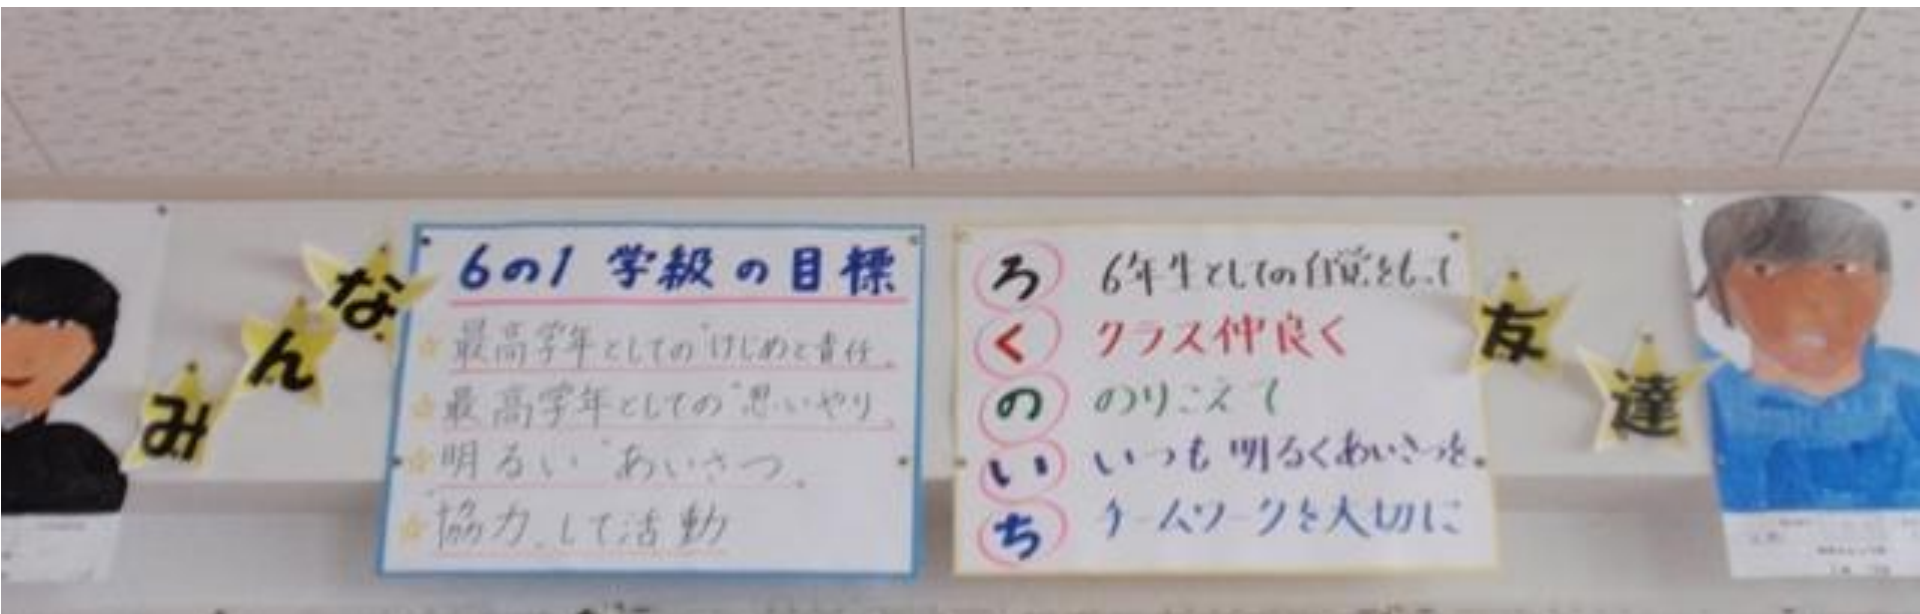 みんな
6の1 学級の目標
最高学年としての"けじめと責任"
最高学年としての"思いやり"
明るい"あいさつ"
"協力"して活動
ろ 6年生としての自覚をもって
く クラス仲良く
の のりこえて
い いつも明るくあいさつを
ち チームワークを大切に
友達